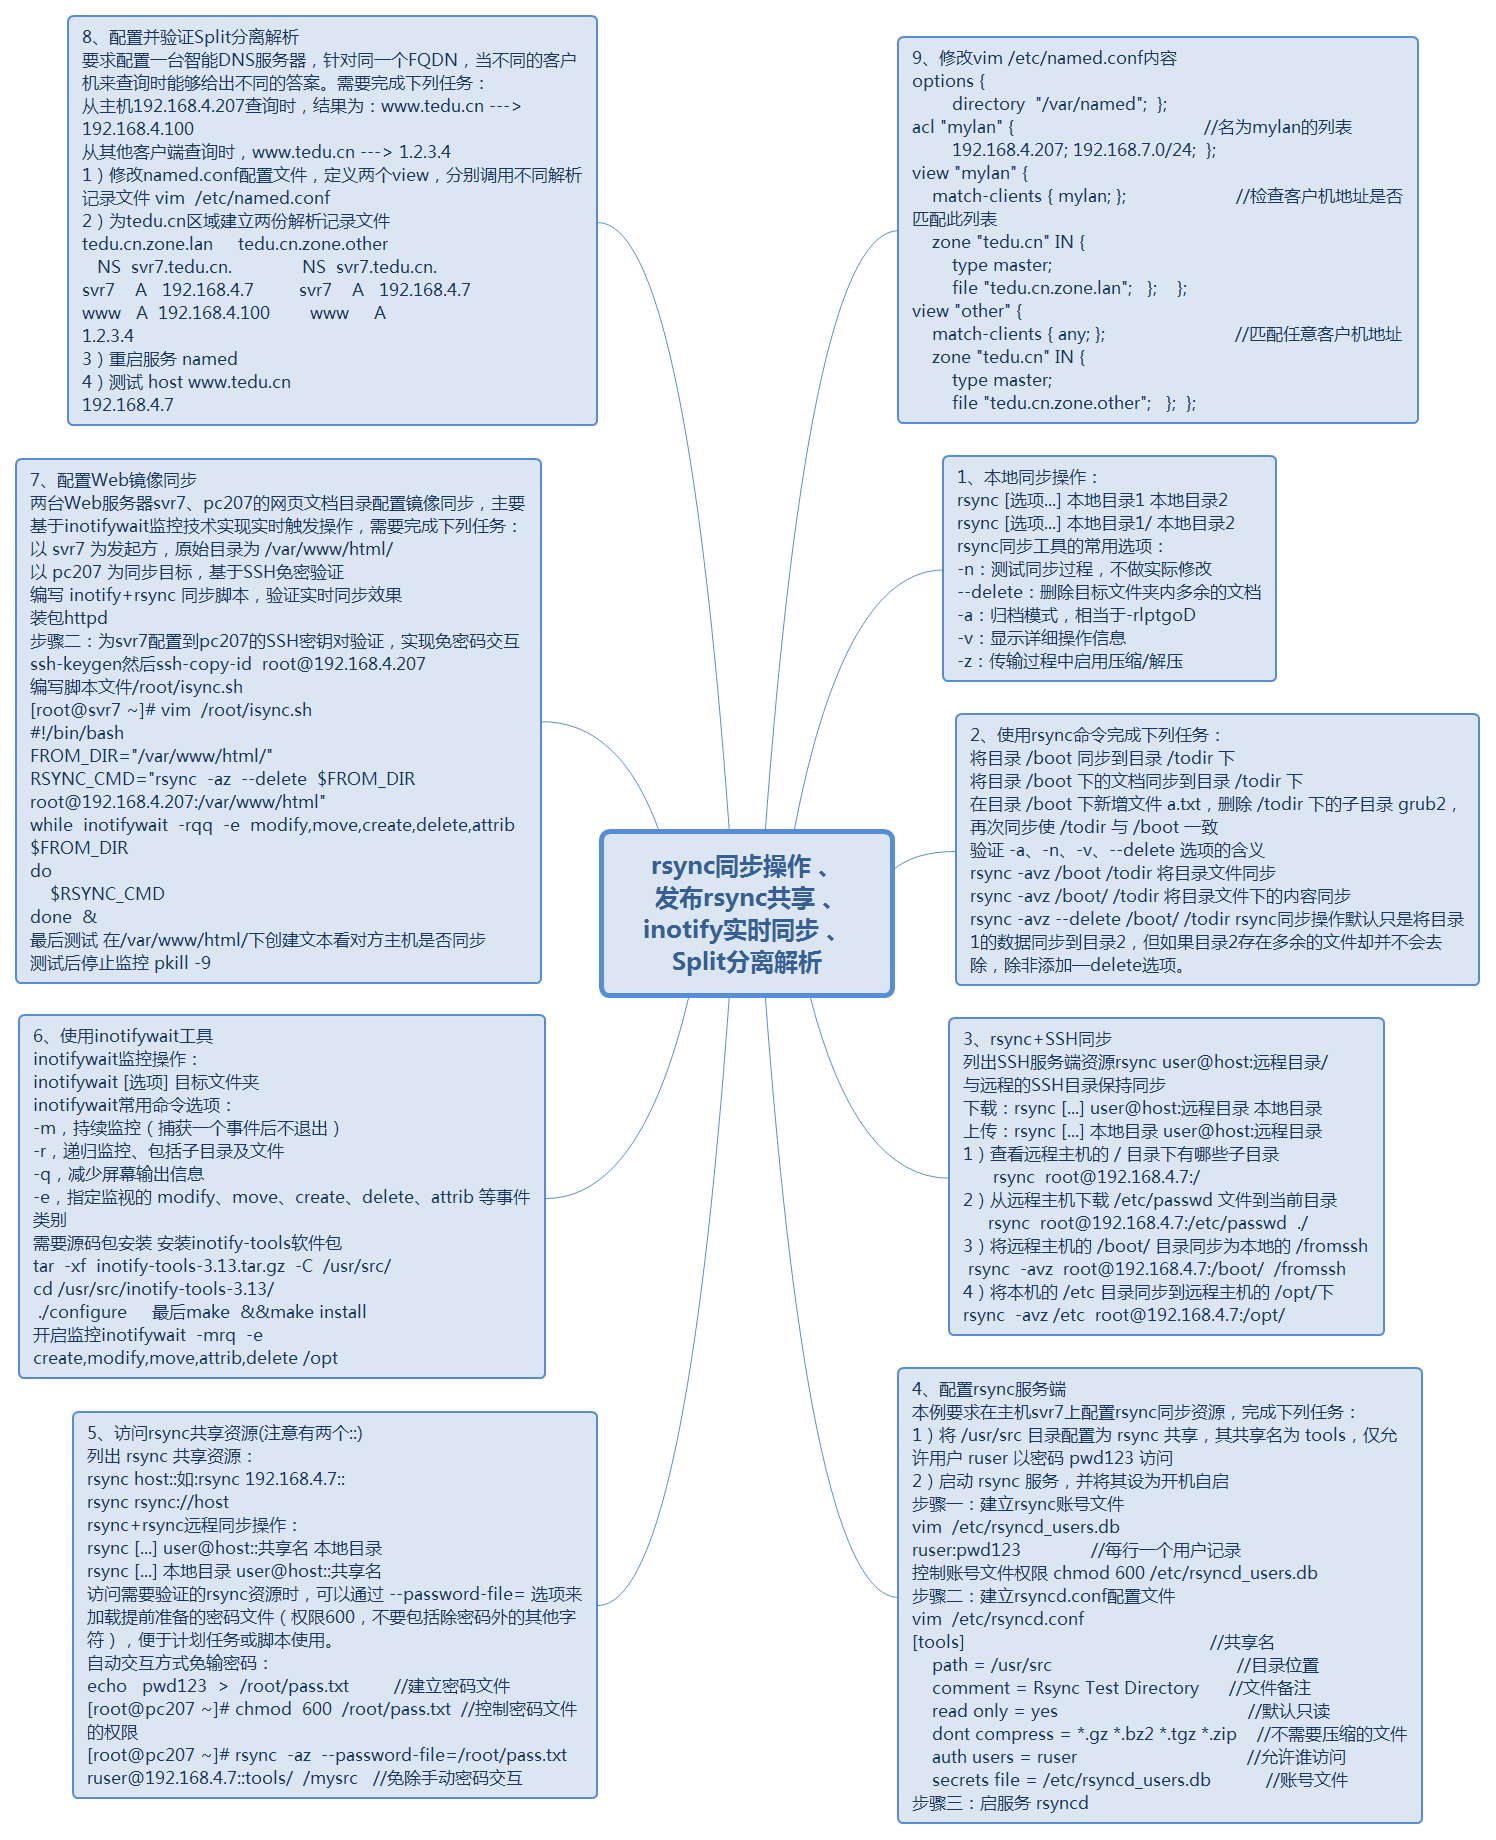 rsync同步操作 、
发布rsync共享 、
inotify实时同步 、
Split分离解析
1、本地同步操作：
rsync [选项...] 本地目录1 本地目录2
rsync [选项...] 本地目录1/ 本地目录2
rsync同步工具的常用选项：
-n：测试同步过程，不做实际修改
--delete：删除目标文件夹内多余的文档
-a：归档模式，相当于-rlptgoD
-v：显示详细操作信息
-z：传输过程中启用压缩/解压
2、使用rsync命令完成下列任务：
将目录 /boot 同步到目录 /todir 下
将目录 /boot 下的文档同步到目录 /todir 下
在目录 /boot 下新增文件 a.txt，删除 /todir 下的子目录 grub2，
再次同步使 /todir 与 /boot 一致
验证 -a、-n、-v、--delete 选项的含义
rsync -avz /boot /todir 将目录文件同步
rsync -avz /boot/ /todir 将目录文件下的内容同步
rsync -avz --delete /boot/ /todir rsync同步操作默认只是将目录
1的数据同步到目录2，但如果目录2存在多余的文件却并不会去
除，除非添加—delete选项。
3、rsync+SSH同步
列出SSH服务端资源rsync user@host:远程目录/
与远程的SSH目录保持同步
下载：rsync [...] user@host:远程目录 本地目录
上传：rsync [...] 本地目录 user@host:远程目录
1）查看远程主机的 / 目录下有哪些子目录
rsync root@192.168.4.7:/
2）从远程主机下载 /etc/passwd 文件到当前目录
rsync root@192.168.4.7:/etc/passwd ./
3）将远程主机的 /boot/ 目录同步为本地的 /fromssh
rsync -avz root@192.168.4.7:/boot/ /fromssh
4）将本机的 /etc 目录同步到远程主机的 /opt/下
rsync -avz /etc root@192.168.4.7:/opt/
4、配置rsync服务端
本例要求在主机svr7上配置rsync同步资源，完成下列任务：
1）将 /usr/src 目录配置为 rsync 共享，其共享名为 tools，仅允
许用户 ruser 以密码 pwd123 访问
2）启动 rsync 服务，并将其设为开机自启
步骤一：建立rsync账号文件
vim /etc/rsyncd_users.db
ruser:pwd123 //每行一个用户记录
控制账号文件权限 chmod 600 /etc/rsyncd_users.db
步骤二：建立rsyncd.conf配置文件
vim /etc/rsyncd.conf
[tools] //共享名
path = /usr/src //目录位置
comment = Rsync Test Directory //文件备注
read only = yes //默认只读
dont compress = *.gz *.bz2 *.tgz *.zip //不需要压缩的文件
auth users = ruser //允许谁访问
secrets file = /etc/rsyncd_users.db //账号文件
步骤三：启服务 rsyncd
5、访问rsync共享资源(注意有两个::)
列出 rsync 共享资源：
rsync host::如:rsync 192.168.4.7::
rsync rsync://host
rsync+rsync远程同步操作：
rsync [...] user@host::共享名 本地目录
rsync [...] 本地目录 user@host::共享名
访问需要验证的rsync资源时，可以通过 --password-file= 选项来
加载提前准备的密码文件（权限600，不要包括除密码外的其他字
符），便于计划任务或脚本使用。
自动交互方式免输密码：
echo pwd123 > /root/pass.txt //建立密码文件
[root@pc207 ~]# chmod 600 /root/pass.txt //控制密码文件
的权限
[root@pc207 ~]# rsync -az --password-file=/root/pass.txt
ruser@192.168.4.7::tools/ /mysrc //免除手动密码交互
6、使用inotifywait工具
inotifywait监控操作：
inotifywait [选项] 目标文件夹
inotifywait常用命令选项：
-m，持续监控（捕获一个事件后不退出）
-r，递归监控、包括子目录及文件
-q，减少屏幕输出信息
-e，指定监视的 modify、move、create、delete、attrib 等事件
类别
需要源码包安装 安装inotify-tools软件包
tar -xf inotify-tools-3.13.tar.gz -C /usr/src/
cd /usr/src/inotify-tools-3.13/
./configure 最后make &&make install
开启监控inotifywait -mrq -e
create,modify,move,attrib,delete /opt
7、配置Web镜像同步
两台Web服务器svr7、pc207的网页文档目录配置镜像同步，主要
基于inotifywait监控技术实现实时触发操作，需要完成下列任务：
以 svr7 为发起方，原始目录为 /var/www/html/
以 pc207 为同步目标，基于SSH免密验证
编写 inotify+rsync 同步脚本，验证实时同步效果
装包httpd
步骤二：为svr7配置到pc207的SSH密钥对验证，实现免密码交互
ssh-keygen然后ssh-copy-id root@192.168.4.207
编写脚本文件/root/isync.sh
[root@svr7 ~]# vim /root/isync.sh
#!/bin/bash
FROM_DIR="/var/www/html/"
RSYNC_CMD="rsync -az --delete $FROM_DIR
root@192.168.4.207:/var/www/html"
while inotifywait -rqq -e modify,move,create,delete,attrib
$FROM_DIR
do
$RSYNC_CMD
done &
最后测试 在/var/www/html/下创建文本看对方主机是否同步
测试后停止监控 pkill -9
8、配置并验证Split分离解析
要求配置一台智能DNS服务器，针对同一个FQDN，当不同的客户
机来查询时能够给出不同的答案。需要完成下列任务：
从主机192.168.4.207查询时，结果为：www.tedu.cn --->
192.168.4.100
从其他客户端查询时，www.tedu.cn ---> 1.2.3.4
1）修改named.conf配置文件，定义两个view，分别调用不同解析
记录文件 vim /etc/named.conf
2）为tedu.cn区域建立两份解析记录文件
tedu.cn.zone.lan tedu.cn.zone.other
NS svr7.tedu.cn. NS svr7.tedu.cn.
svr7 A 192.168.4.7 svr7 A 192.168.4.7
www A 192.168.4.100 www A
1.2.3.4
3）重启服务 named
4）测试 host www.tedu.cn
192.168.4.7
9、修改vim /etc/named.conf内容
options {
directory "/var/named"; };
acl "mylan" { //名为mylan的列表
192.168.4.207; 192.168.7.0/24; };
view "mylan" {
match-clients { mylan; }; //检查客户机地址是否
匹配此列表
zone "tedu.cn" IN {
type master;
file "tedu.cn.zone.lan"; }; };
view "other" {
match-clients { any; }; //匹配任意客户机地址
zone "tedu.cn" IN {
type master;
file "tedu.cn.zone.other"; }; };